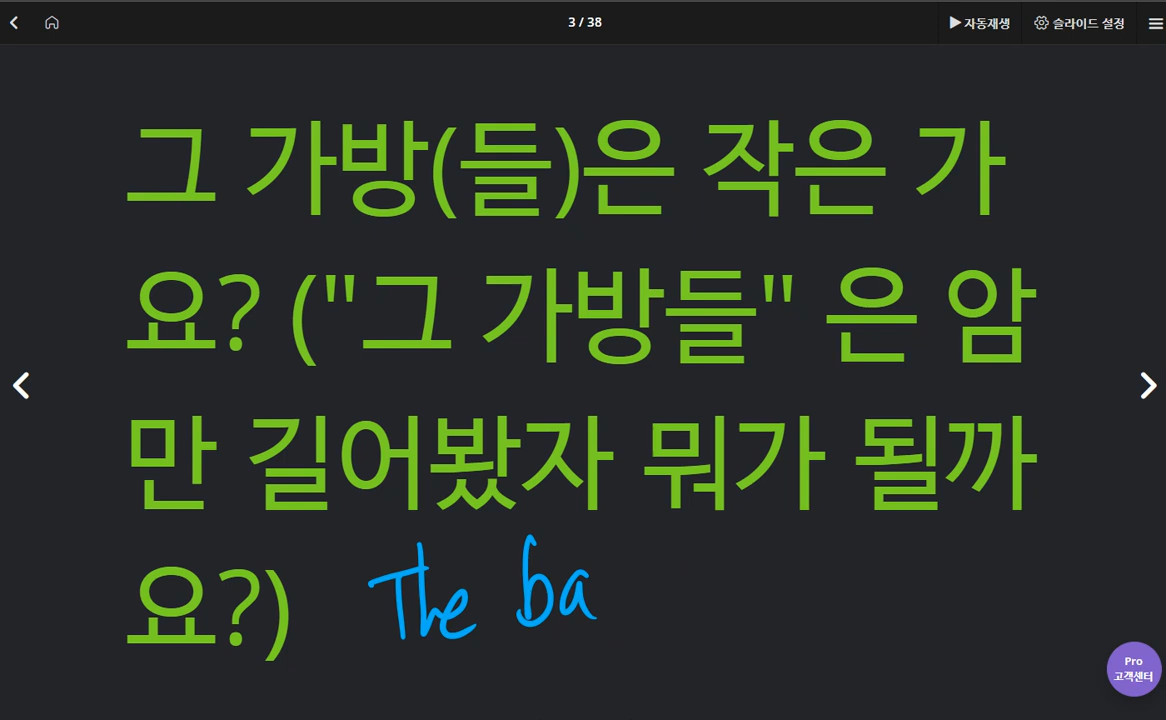 3 / 38
자동재생
슬라이드 설정
그 가방(들)은 작은 가
요? ("그 가방들" 은 암
만 길어봤자 뭐가 될까
요?)
The ba
Pro
고객센터